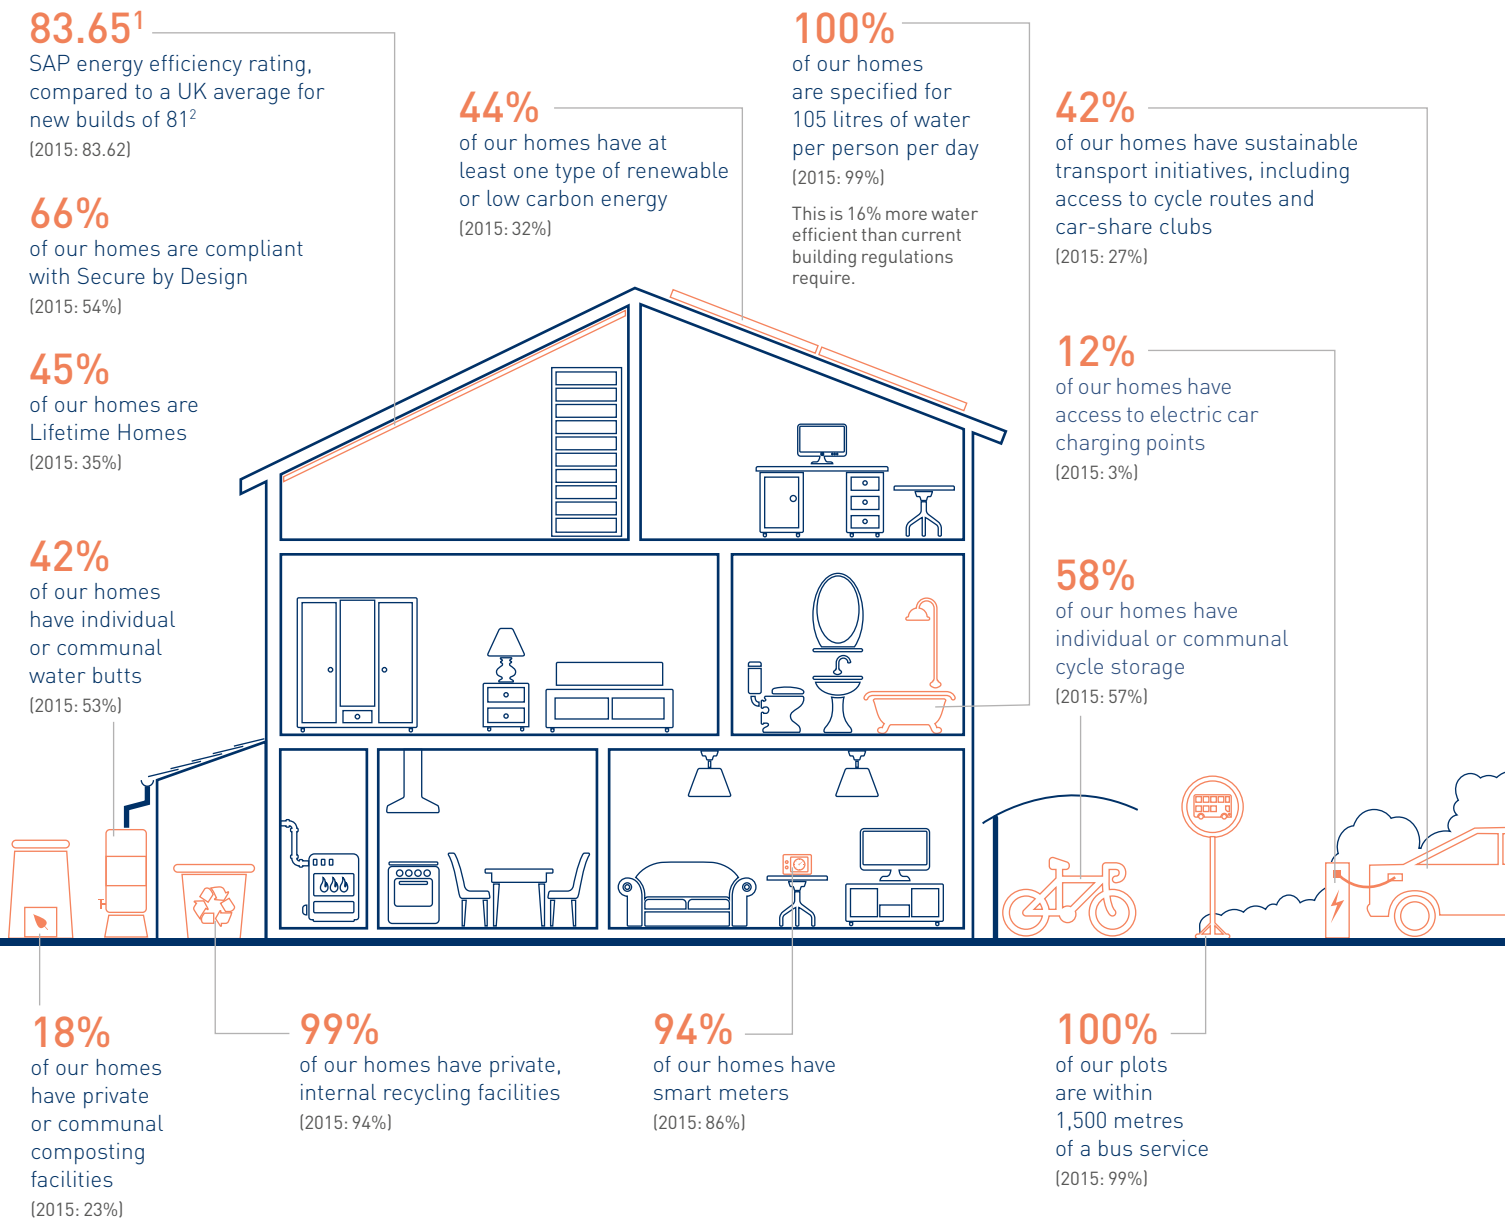 83.65¹
SAP energy efficiency rating,
compared to a UK average for
new builds of 81²
(2015: 83.62)
66%
of our homes are compliant
with Secure by Design
(2015: 54%)
45%
of our homes are
Lifetime Homes
(2015: 35%)
42%
of our homes
have individual
or communal
water butts
(2015: 53%)
44%
of our homes have at
least one type of renewable
or low carbon energy
(2015: 32%)
100%
of our homes
are specified for
105 litres of water
per person per day
(2015: 99%)
This is 16% more water
efficient than current
building regulations
require.
42%
of our homes have sustainable
transport initiatives, including
access to cycle routes and
car-share clubs
(2015: 27%)
12%
of our homes have
access to electric car
charging points
(2015: 3%)
58%
of our homes have
individual or communal
cycle storage
(2015: 57%)
18%
of our homes
have private
or communal
composting
facilities
(2015: 23%)
99%
of our homes have private,
internal recycling facilities
(2015: 94%)
94%
of our homes have
smart meters
(2015: 86%)
100%
of our plots
are within
1,500 metres
of a bus service
(2015: 99%)